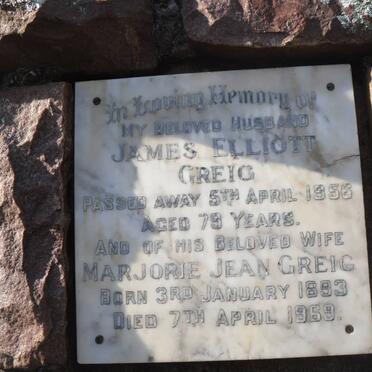 In Loving Memory of
MY BELOVED HUSBAND
JAMES ELLIOTT
GREIG
PASSED AWAY 5TH APRIL 1956
AGED 79 YEARS.
AND OF HIS BELOVED WIFE
MARJORIE JEAN GREIG
BORN 3RD JANUARY 1893
DIED 7TH APRIL 1969.